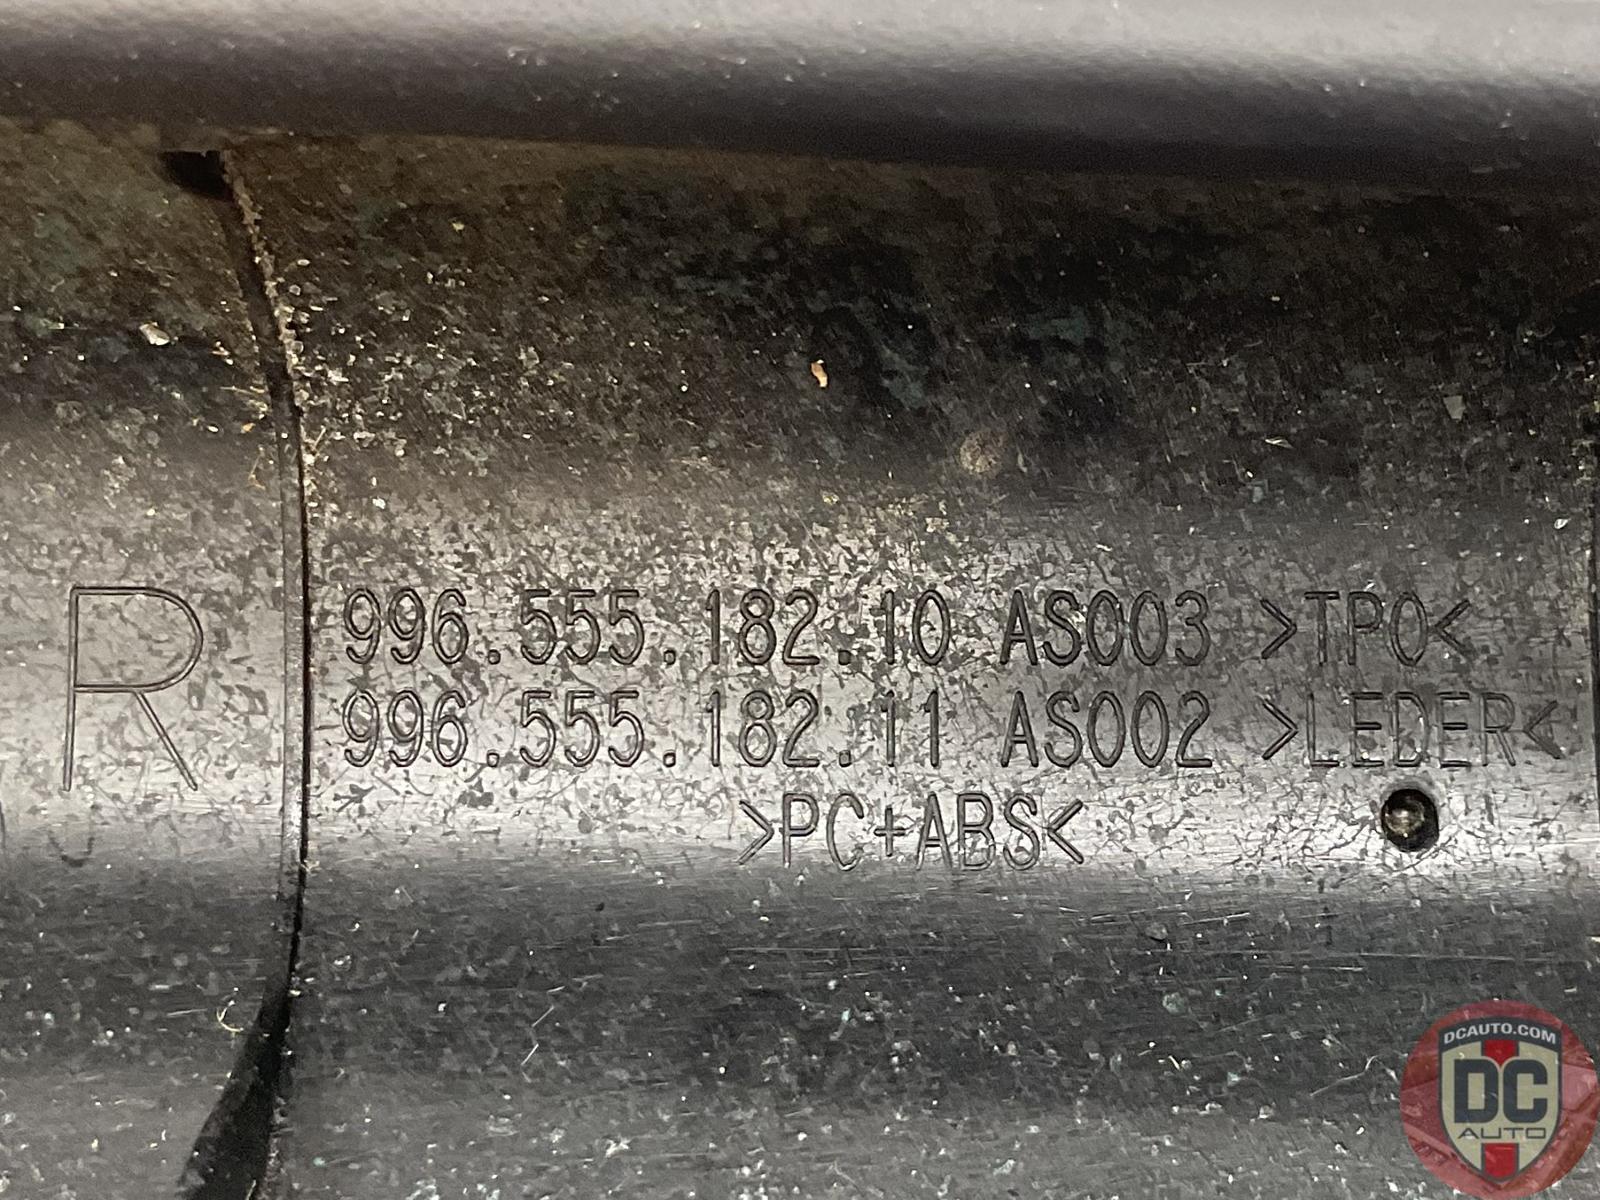 R
996.555.182.10 AS003 >TPO<
996.555.182.11 AS002 >LEDER<
>PC+ABS<
DCAUTO.COM
DC
AUTO